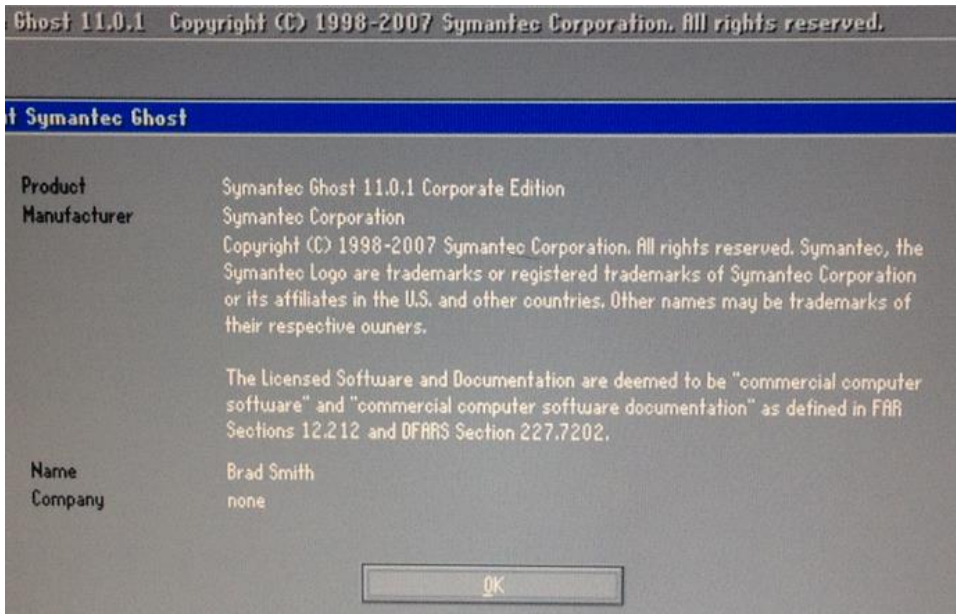 Ghost 11.0.1 Copyright (C) 1998-2007 Symantec Corporation. All rights reserved.
t Symantec Ghost
Product Symantec Ghost 11.0.1 Corporate Edition
Manufacturer Symantec Corporation
Copyright (C) 1998-2007 Symantec Corporation. All rights reserved. Symantec, the
Symantec Logo are trademarks or registered trademarks of Symantec Corporation
or its affiliates in the U.S. and other countries. Other names may be trademarks of
their respective owners.
The Licensed Software and Documentation are deemed to be "commercial computer
software" and "commercial computer software documentation" as defined in FAR
Sections 12.212 and DFARS Section 227.7202.
Name Brad Smith
Company none
OK